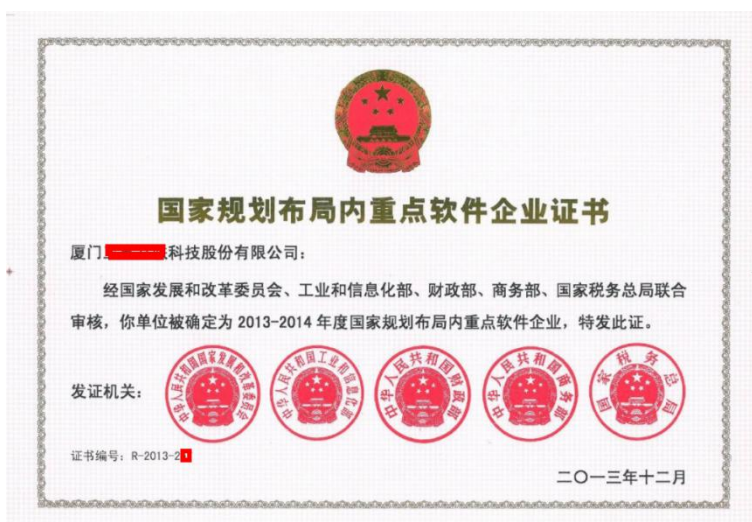 国家规划布局内重点软件企业证书
厦门科技股份有限公司：
经国家发展和改革委员会、工业和信息化部、财政部、商务部、国家税务总局联合
审核，你单位被确定为 2013-2014 年度国家规划布局内重点软件企业，特发此证。
发证机关：
中华人民共和国国家发展和改革委员会
中华人民共和国工业和信息化部
中华人民共和国财政部
中华人民共和国商务部
国家税务总局
证书编号：R-2013-2
二〇一三年十二月